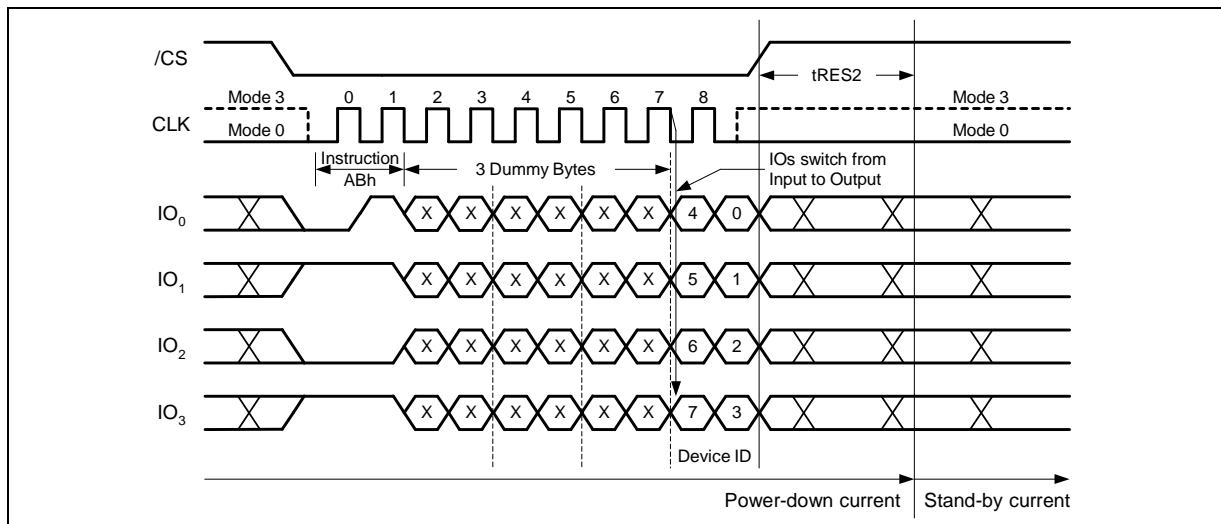 /CS
tRES2
Mode 3 0 1 2 3 4 5 6 7 8 Mode 3
CLK
Mode 0 Mode 0
Instruction
ABh
3 Dummy Bytes
IOs switch from
Input to Output
IO0 X X X X X X 4 0
IO1 X X X X X X 5 1
IO2 X X X X X X 6 2
IO3 X X X X X X 7 3
Device ID
Power-down current Stand-by current